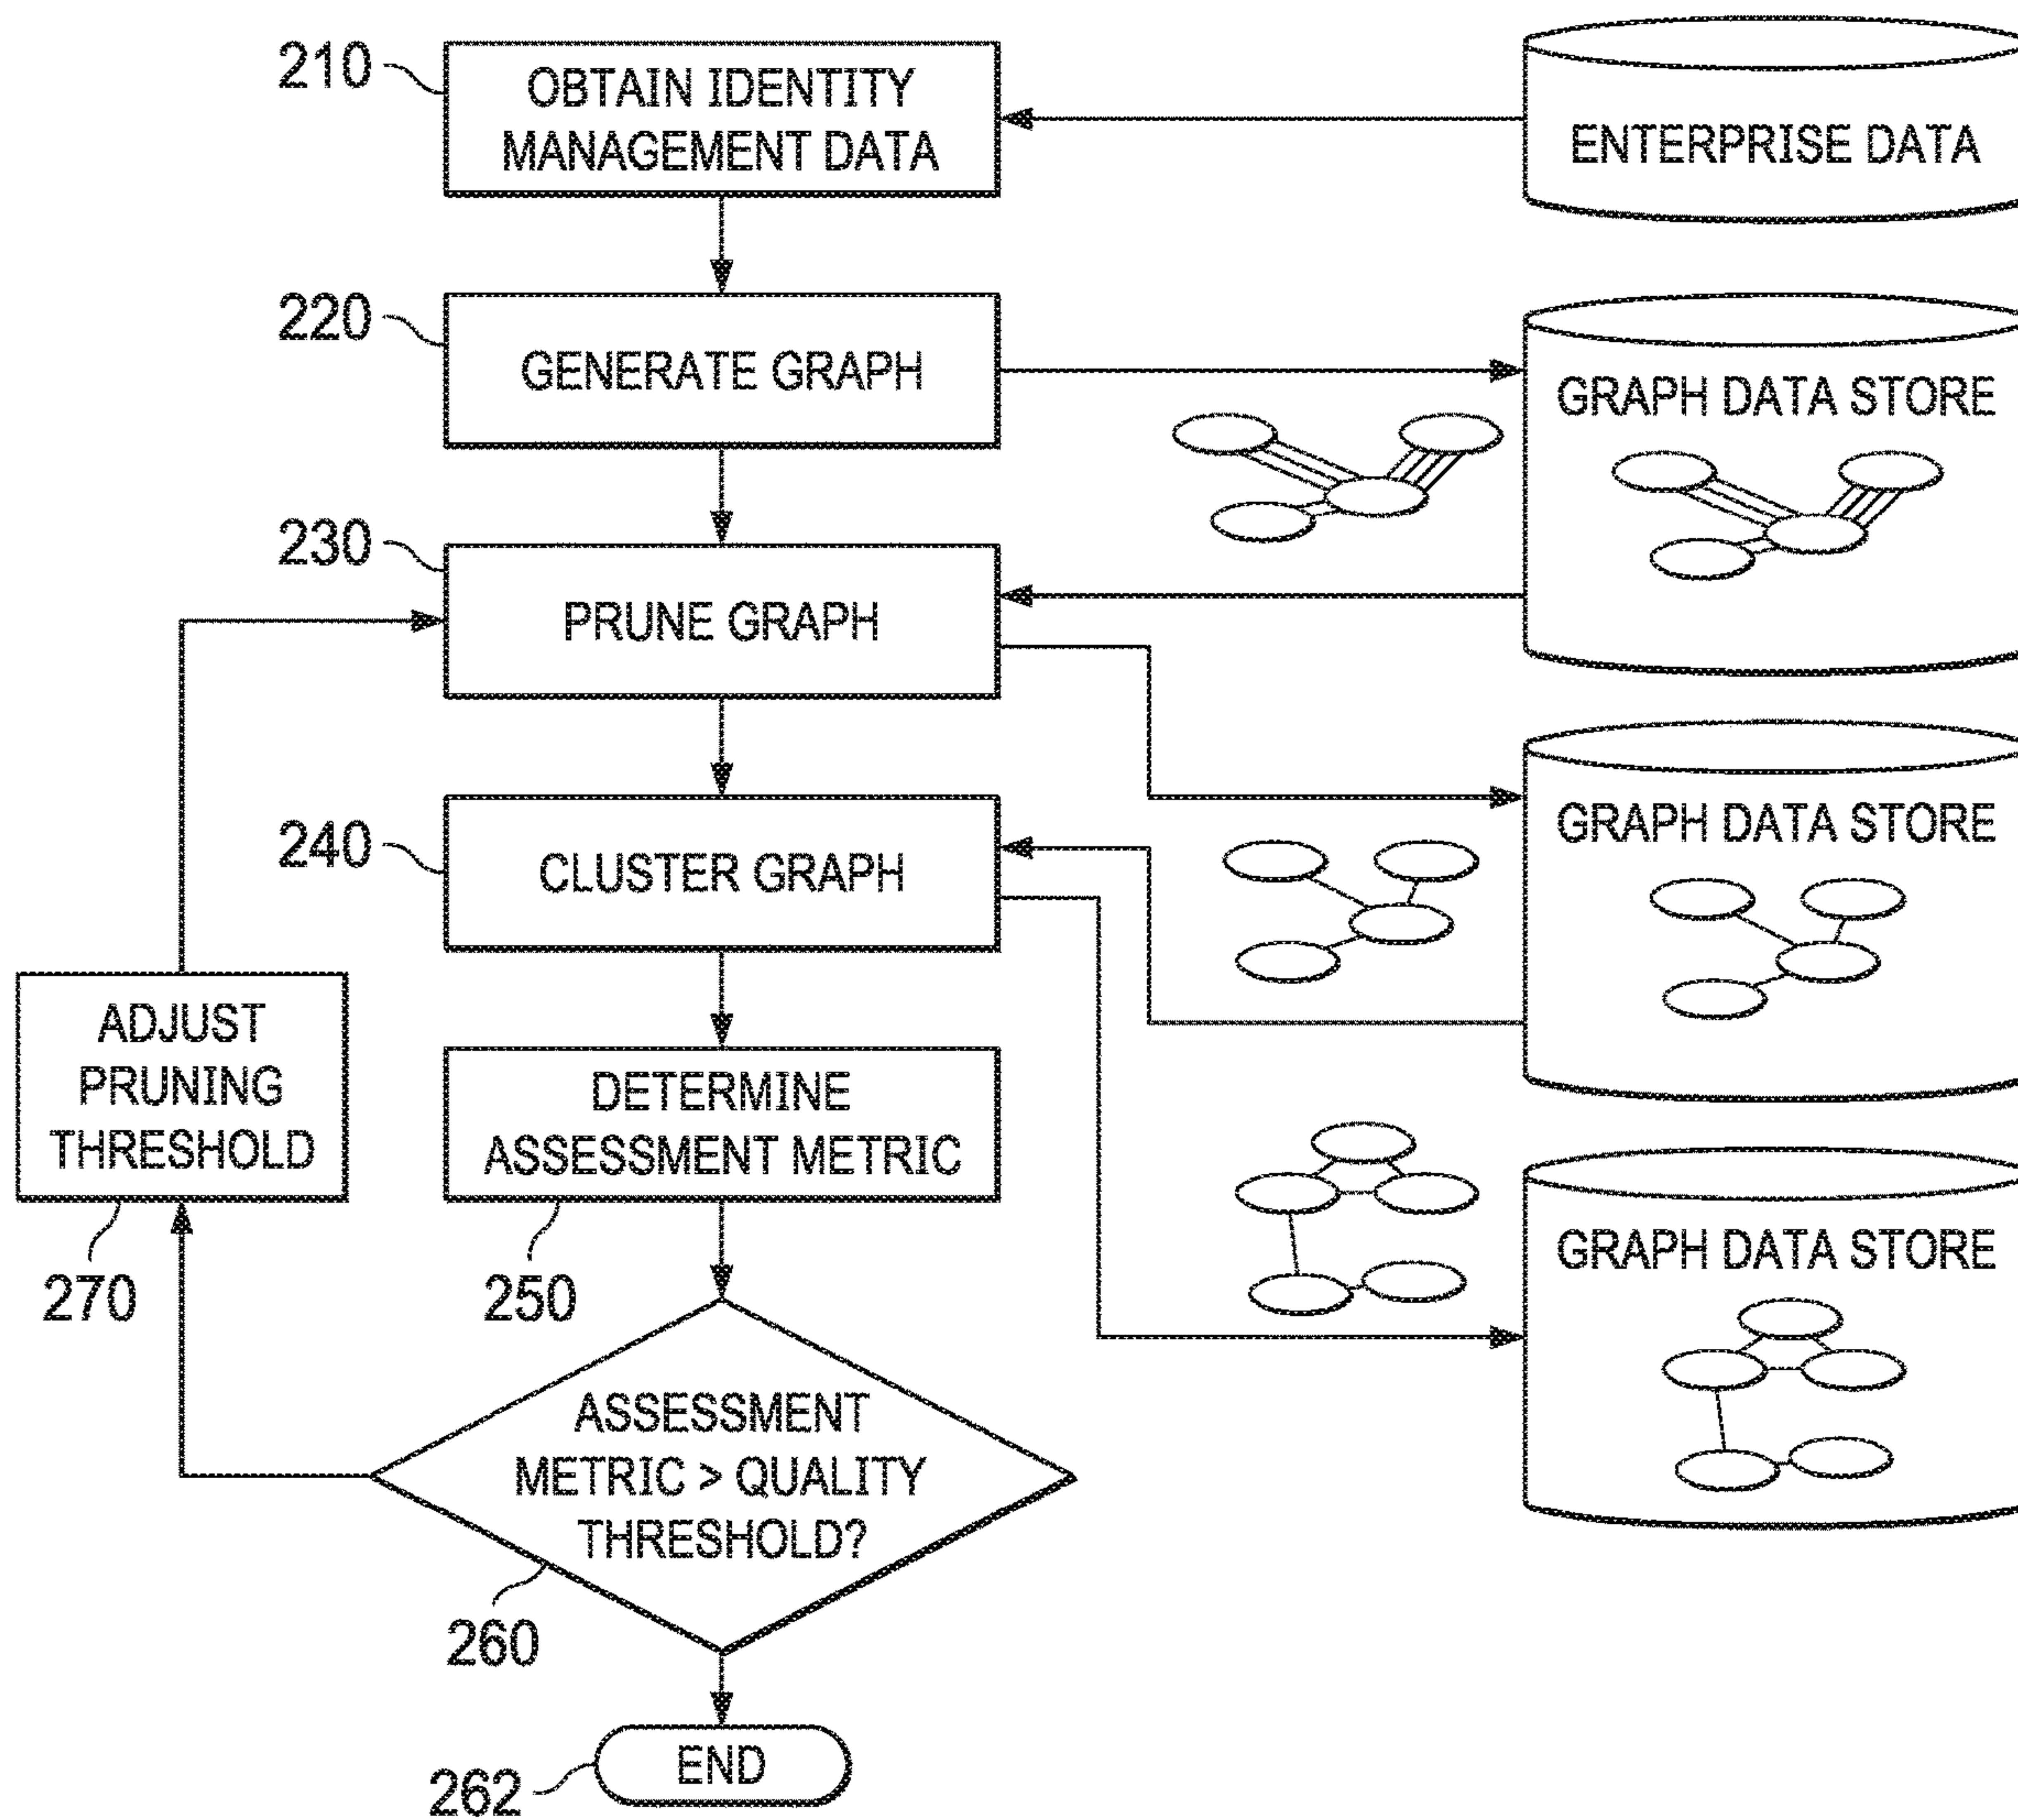 210
OBTAIN IDENTITY
MANAGEMENT DATA
ENTERPRISE DATA
220
GENERATE GRAPH
GRAPH DATA STORE
230
PRUNE GRAPH
240
CLUSTER GRAPH
GRAPH DATA STORE
ADJUST
PRUNING
THRESHOLD
270
DETERMINE
ASSESSMENT METRIC
250
GRAPH DATA STORE
ASSESSMENT
METRIC > QUALITY
THRESHOLD?
260
END
262